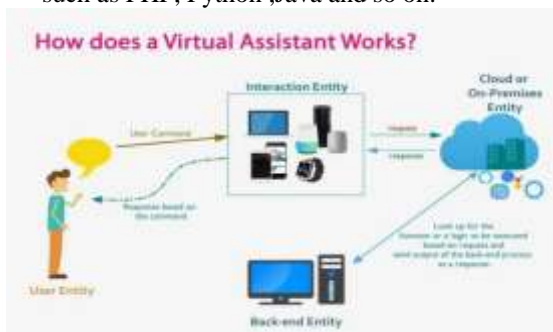 such as PHP, Python ,Java and so on.
How does a Virtual Assistant Works?
Interaction Entity
Cloud or
On-Premises
Entity
User Command
request
response
Response based on
the command
Look up for the
function or a logic to be executed
based on request and
send output of the back-end process
as a response
User Entity
Back-end Entity